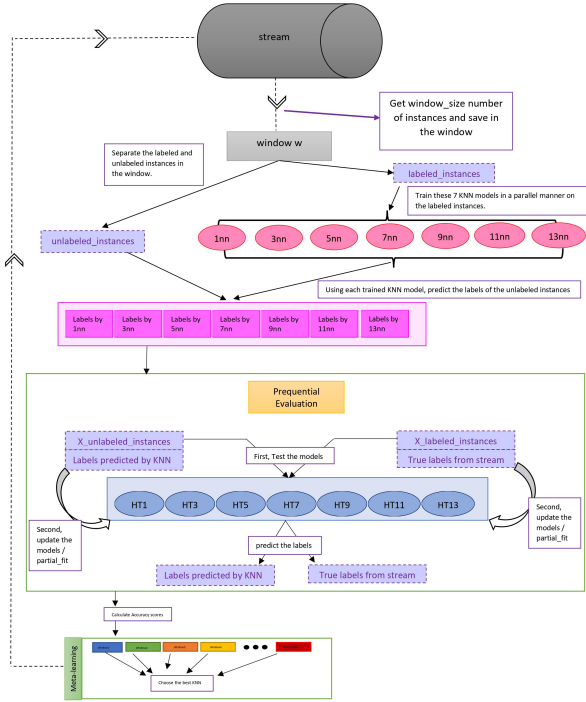 stream
Get window_size number
of instances and save in
the window
window w
Separate the labeled and
unlabeled instances in
the window.
labeled_instances
Train these 7 KNN models in a parallel manner on
the labeled instances.
unlabeled_instances
1nn
3nn
5nn
7nn
9nn
11nn
13nn
Using each trained KNN model, predict the labels of the unlabeled instances
Labels by
1nn
Labels by
3nn
Labels by
5nn
Labels by
7nn
Labels by
9nn
Labels by
11nn
Labels by
13nn
Prequential
Evaluation
X_unlabeled_instances
Labels predicted by KNN
X_labeled_instances
True labels from stream
First, Test the models
HT1
HT3
HT5
HT7
HT9
HT11
HT13
Second,
update the
models /
partial_fit
Second,
update the
models /
partial_fit
predict the labels
Labels predicted by KNN
True labels from stream
Calculate Accuracy scores
Meta-learning
Choose the best KNN